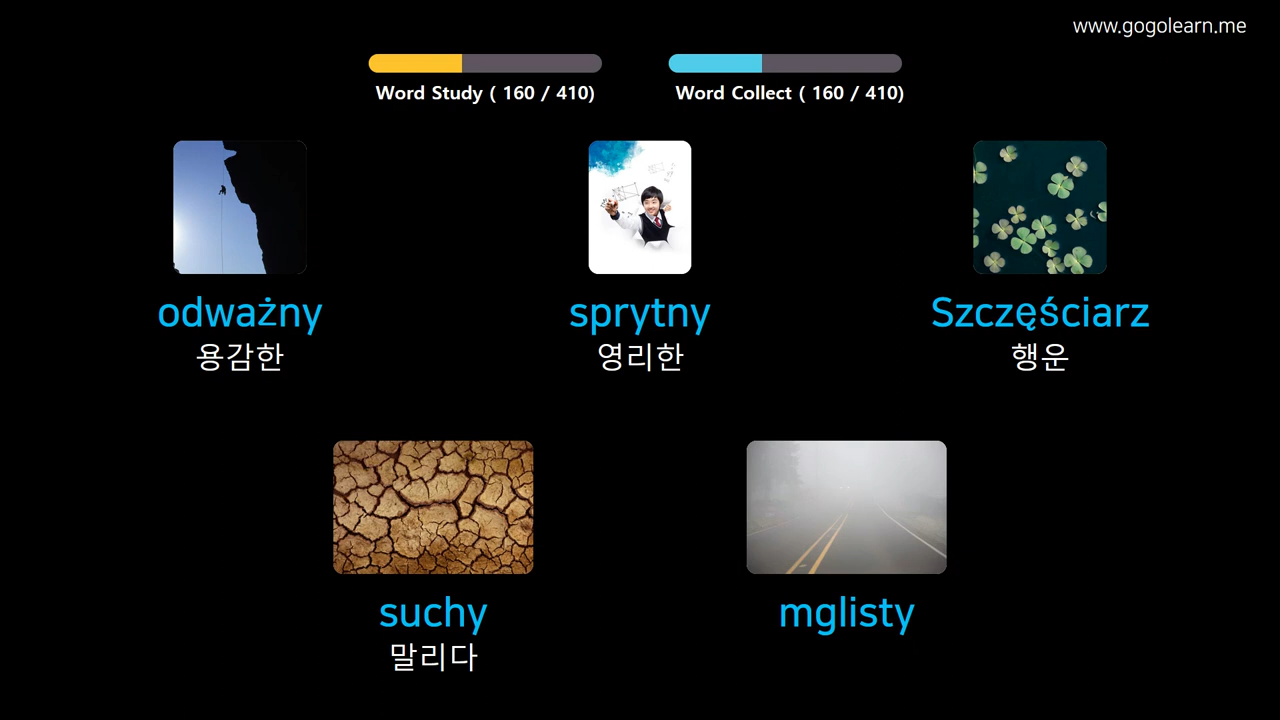 www.gogolearn.me
Word Study ( 160 / 410)
Word Collect ( 160 / 410)
odważny
용감한
sprytny
영리한
Szczęściarz
행운
suchy
말리다
mglisty